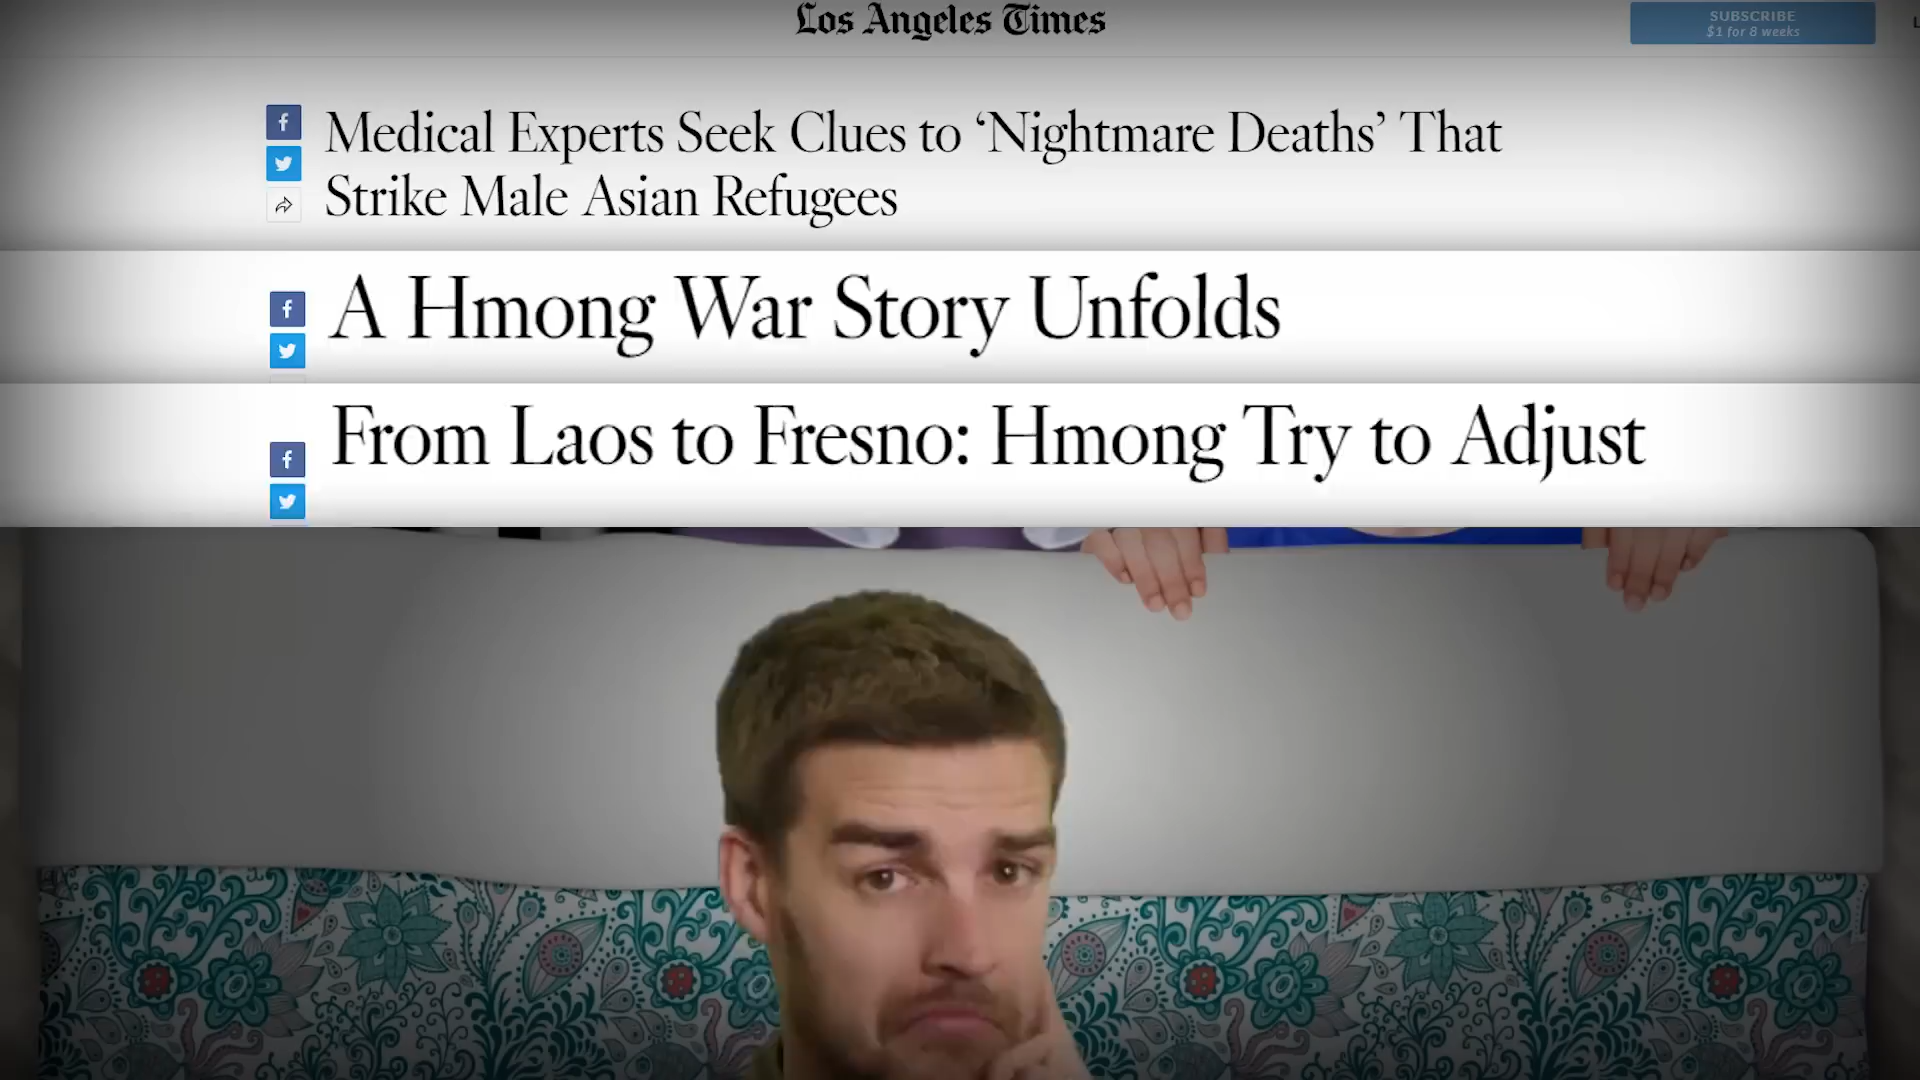 Los Angeles Times
SUBSCRIBE
$1 for 8 weeks
Medical Experts Seek Clues to ‘Nightmare Deaths’ That
Strike Male Asian Refugees
A Hmong War Story Unfolds
From Laos to Fresno: Hmong Try to Adjust